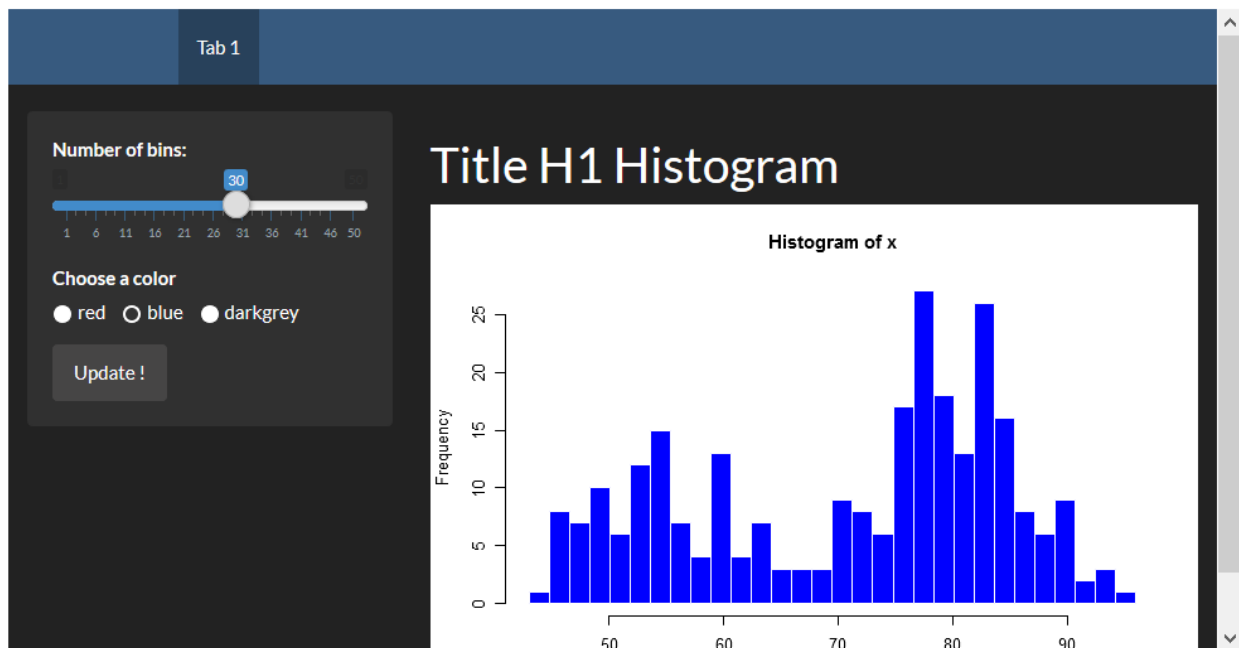 Tab 1
Number of bins:
1 30 50
1 6 11 16 21 26 31 36 41 46 50
Choose a color
red blue darkgrey
Update !
Title H1 Histogram
Histogram of x
Frequency
25
20
15
10
5
0
50 60 70 80 90